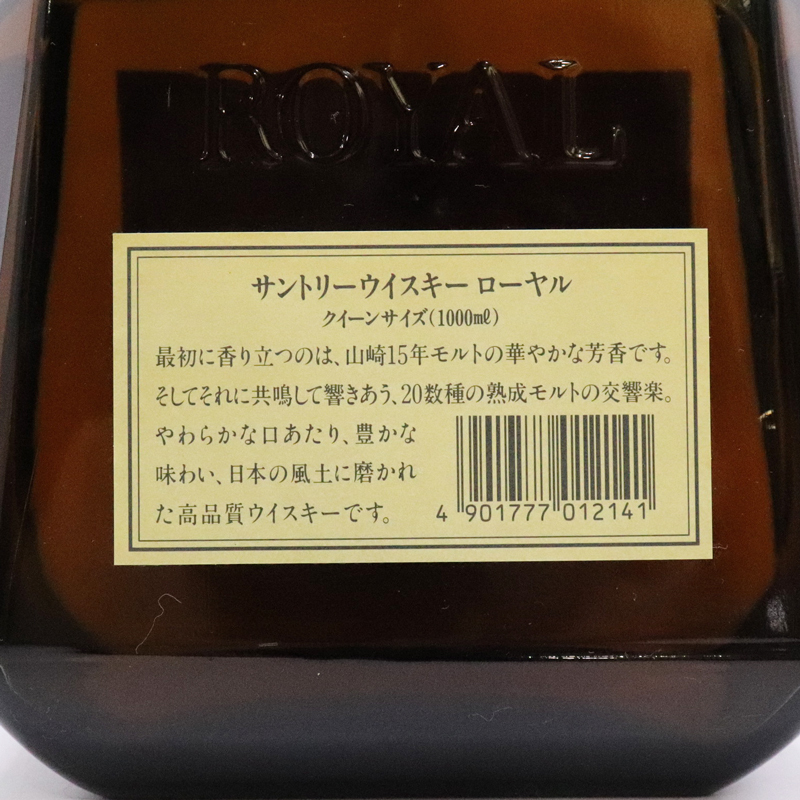 ROYAL
サントリーウイスキー ローヤル
クイーンサイズ(1000㎖)
最初に香り立つのは、山崎15年モルトの華やかな芳香です。
そしてそれに共鳴して響きあう、20数種の熟成モルトの交響楽。
やわらかな口あたり、豊かな
味わい、日本の風土に磨かれ
た高品質ウイスキーです。
4 901777 012141